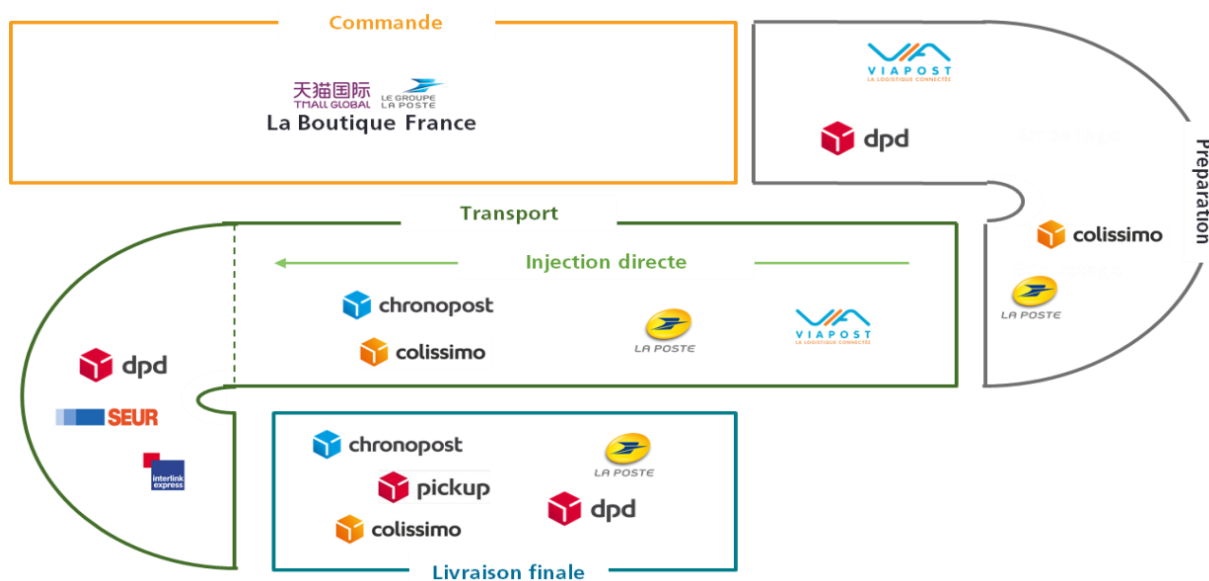 Commande
天猫国际
TMALL GLOBAL
LE GROUPE
LA POSTE
La Boutique France
VIAPOST
LA LOGISTIQUE CONNECTÉE
dpd
Preparation
colissimo
LA POSTE
Transport
Injection directe
chronopost
colissimo
LA POSTE
VIAPOST
LA LOGISTIQUE CONNECTÉE
dpd
SEUR
interlink
express
chronopost
pickup
colissimo
LA POSTE
dpd
Livraison finale